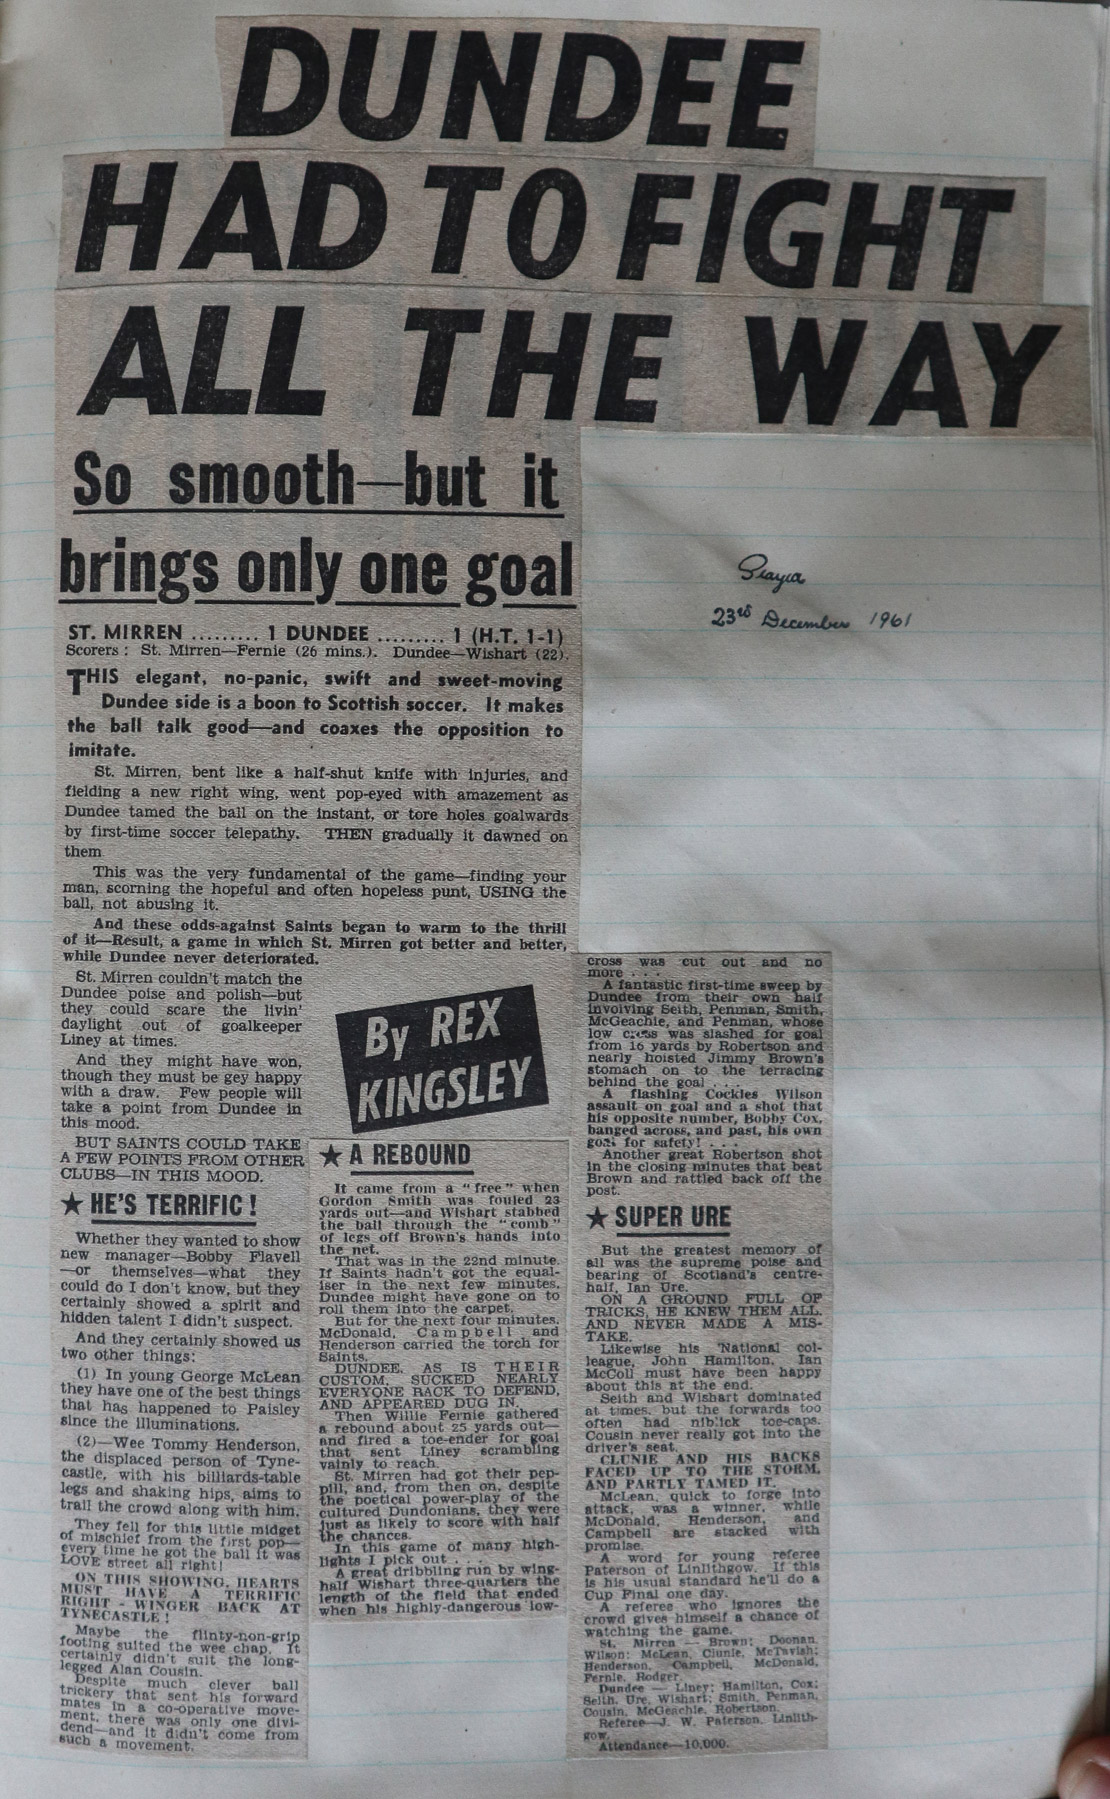 DUNDEE
HAD TO FIGHT
ALL THE WAY
So smooth—but it
brings only one goal
23rd December 1961
ST. MIRREN ......... 1 DUNDEE ......... 1 (H.T. 1-1)
Scorers: St. Mirren—Fernie (26 mins.). Dundee—Wishart (22).
THIS elegant, no-panic, swift and sweet-moving
Dundee side is a boon to Scottish soccer. It makes
the ball talk good—and coaxes the opposition to
imitate.
St. Mirren, bent like a half-shut knife with injuries, and
fielding a new right wing, went pop-eyed with amazement as
Dundee tamed the ball on the instant, or tore holes goalwards
by first-time soccer telepathy. THEN gradually it dawned on
them
This was the very fundamental of the game—finding your
man, scorning the hopeful and often hopeless punt, USING the
ball, not abusing it.
And these odds-against Saints began to warm to the thrill
of it—Result, a game in which St. Mirren got better and better,
while Dundee never deteriorated.
St. Mirren couldn't match the
Dundee poise and polish—but
they could scare the livin'
daylight out of goalkeeper
Liney at times.
And they might have won,
though they must be gey happy
with a draw. Few people will
take a point from Dundee in
this mood.
BUT SAINTS COULD TAKE
A FEW POINTS FROM OTHER
CLUBS—IN THIS MOOD.
★ HE'S TERRIFIC!
Whether they wanted to show
new manager—Bobby Flavell
—or themselves—what they
could do I don't know, but they
certainly showed a spirit and
hidden talent I didn't suspect.
And they certainly showed us
two other things:
(1) In young George McLean
they have one of the best things
that has happened to Paisley
since the illuminations.
(2)—Wee Tommy Henderson,
the displaced person of Tyne-
castle, with his billiards-table
legs and shaking hips, aims to
trail the crowd along with him.
They fell for this little midget
of mischief from the first pop—
every time he got the ball it was
LOVE street all right!
ON THIS SHOWING, HEARTS
MUST HAVE A TERRIFIC
RIGHT-WINGER BACK AT
TYNECASTLE!
Maybe the flinty-non-grip
footing suited the wee chap. It
certainly didn't suit the long-
legged Alan Cousin.
Despite much clever ball
trickery that sent his forward
mates in a co-operative move-
ment, there was only one divi-
dend—and it didn't come from
such a movement.
By REX
KINGSLEY
★ A REBOUND
It came from a "free" when
Gordon Smith was fouled 23
yards out—and Wishart stabbed
the ball through the "comb"
of legs off Brown's hands into
the net.
That was in the 22nd minute.
If Saints hadn't got the equal-
iser in the next few minutes,
Dundee might have gone on to
roll them into the carpet.
But for the next four minutes,
McDonald, Campbell and
Henderson carried the torch for
Saints.
DUNDEE, AS IS THEIR
CUSTOM, SUCKED NEARLY
EVERYONE BACK TO DEFEND,
AND APPEARED DUG IN.
Then Willie Fernie gathered
a rebound about 25 yards out—
and fired a toe-ender for goal
that sent Liney scrambling
vainly to reach.
St. Mirren had got their pep-
pill, and, from then on, despite
the poetical power-play of the
cultured Dundonians, they were
just as likely to score with half
the chances.
In this game of many high-
lights I pick out . . .
A great dribbling run by wing-
half Wishart three-quarters the
length of the field that ended
when his highly-dangerous low-
cross was cut out and no
more . . .
A fantastic first-time sweep by
Dundee from their own half
involving Seith, Penman, Smith,
McGeachie, and Penman, whose
low cross was slashed for goal
from 16 yards by Robertson and
nearly hoisted Jimmy Brown's
stomach on to the terracing
behind the goal . . .
A flashing Cockles Wilson
assault on goal and a shot that
his opposite number, Bobby Cox,
banged across, and past, his own
goal for safety! . . .
Another great Robertson shot
in the closing minutes that beat
Brown and rattled back off the
post.
★ SUPER URE
But the greatest memory of
all was the supreme poise and
bearing of Scotland's centre-
half, Ian Ure.
ON A GROUND FULL OF
TRICKS, HE KNEW THEM ALL,
AND NEVER MADE A MIS-
TAKE.
Likewise his National col-
league, John Hamilton. Ian
McColl must have been happy
about this at the end.
Seith and Wishart dominated
at times, but the forwards too
often had niblick toe-caps.
Cousin never really got into the
driver's seat.
CLUNIE AND HIS BACKS
FACED UP TO THE STORM,
AND PARTLY TAMED IT.
McLean, quick to forge into
attack, was a winner, while
McDonald, Henderson, and
Campbell are stacked with
promise.
A word for young referee
Paterson of Linlithgow. If this
is his usual standard he'll do a
Cup Final one day.
A referee who ignores the
crowd gives himself a chance of
watching the game.
St. Mirren — Brown; Doonan,
Wilson; McLean, Clunie, McTavish;
Henderson, Campbell, McDonald,
Fernie, Rodger.
Dundee — Liney; Hamilton, Cox;
Seith, Ure, Wishart; Smith, Penman,
Cousin, McGeachie, Robertson.
Referee—J. W. Paterson, Linlith-
gow.
Attendance—10,000.